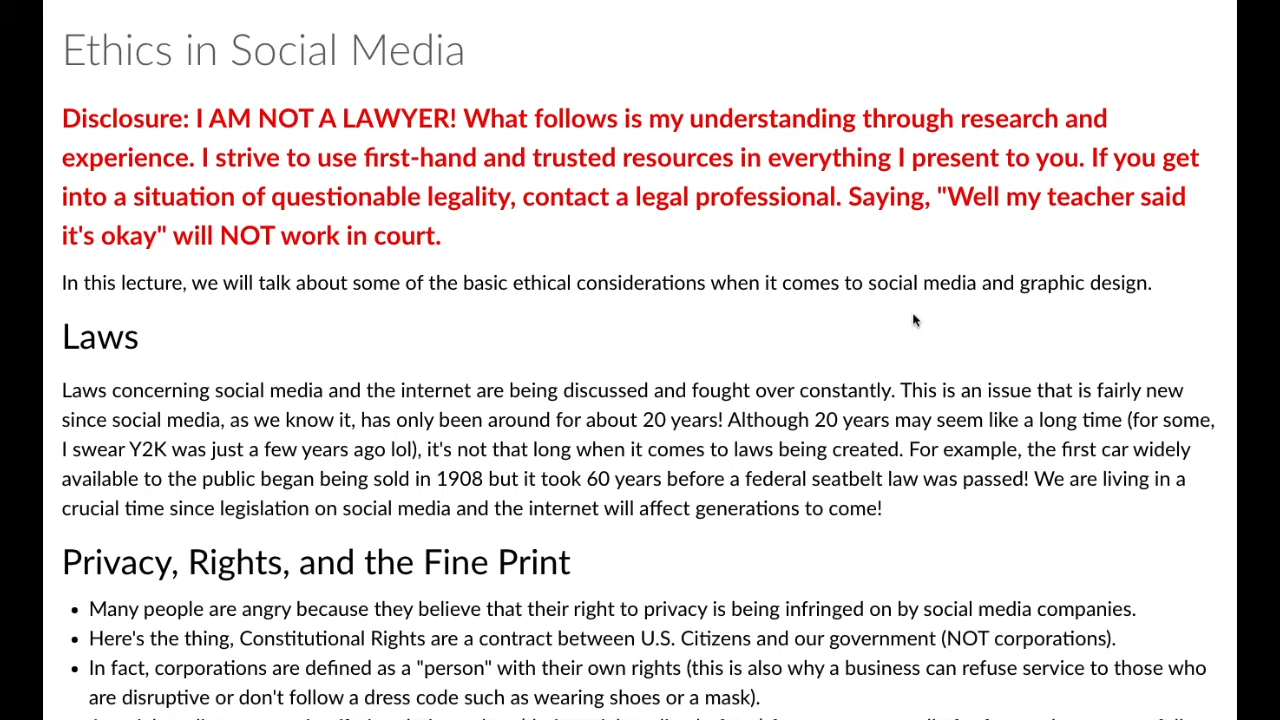 Ethics in Social Media
Disclosure: I AM NOT A LAWYER! What follows is my understanding through research and
experience. I strive to use first-hand and trusted resources in everything I present to you. If you get
into a situation of questionable legality, contact a legal professional. Saying, "Well my teacher said
it's okay" will NOT work in court.
In this lecture, we will talk about some of the basic ethical considerations when it comes to social media and graphic design.
Laws
Laws concerning social media and the internet are being discussed and fought over constantly. This is an issue that is fairly new
since social media, as we know it, has only been around for about 20 years! Although 20 years may seem like a long time (for some,
I swear Y2K was just a few years ago lol), it's not that long when it comes to laws being created. For example, the first car widely
available to the public began being sold in 1908 but it took 60 years before a federal seatbelt law was passed! We are living in a
crucial time since legislation on social media and the internet will affect generations to come!
Privacy, Rights, and the Fine Print
• Many people are angry because they believe that their right to privacy is being infringed on by social media companies.
• Here's the thing, Constitutional Rights are a contract between U.S. Citizens and our government (NOT corporations).
• In fact, corporations are defined as a "person" with their own rights (this is also why a business can refuse service to those who
are disruptive or don't follow a dress code such as wearing shoes or a mask).